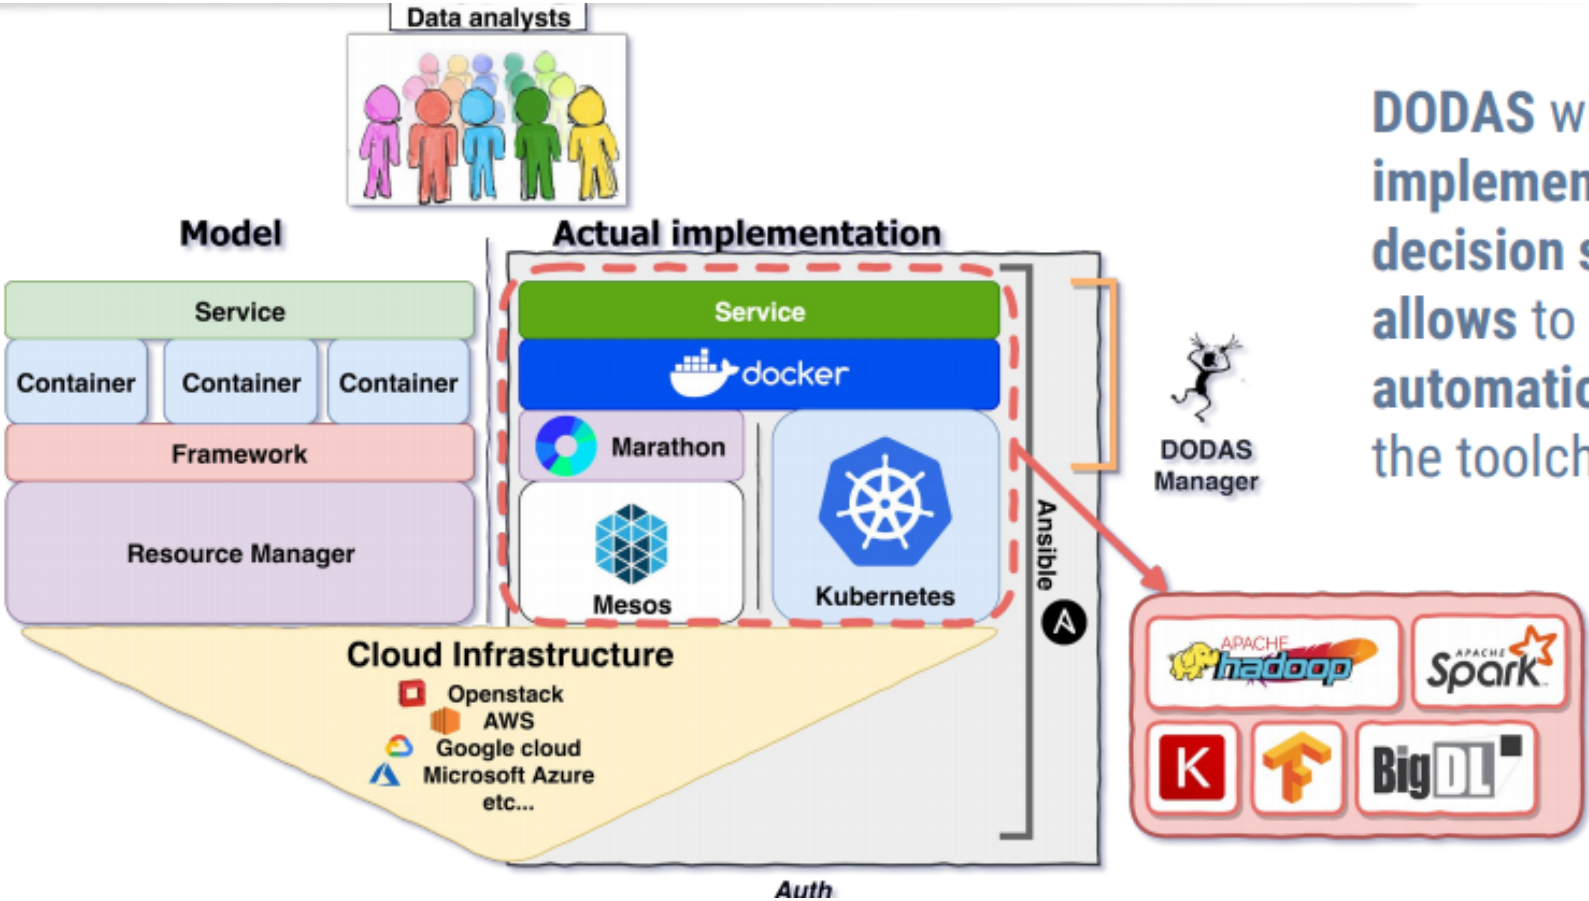 Data analysts
Model
Actual implementation
Service
Container
Container
Container
Framework
Resource Manager
Service
docker
Marathon
Mesos
Kubernetes
Ansible
A
DODAS
Manager
Cloud Infrastructure
Openstack
AWS
Google cloud
Microsoft Azure
etc...
Auth
DODAS
implemen
decision s
allows to
automatic
the toolch
APACHE
hadoop
APACHE
Spark
K
BigDL